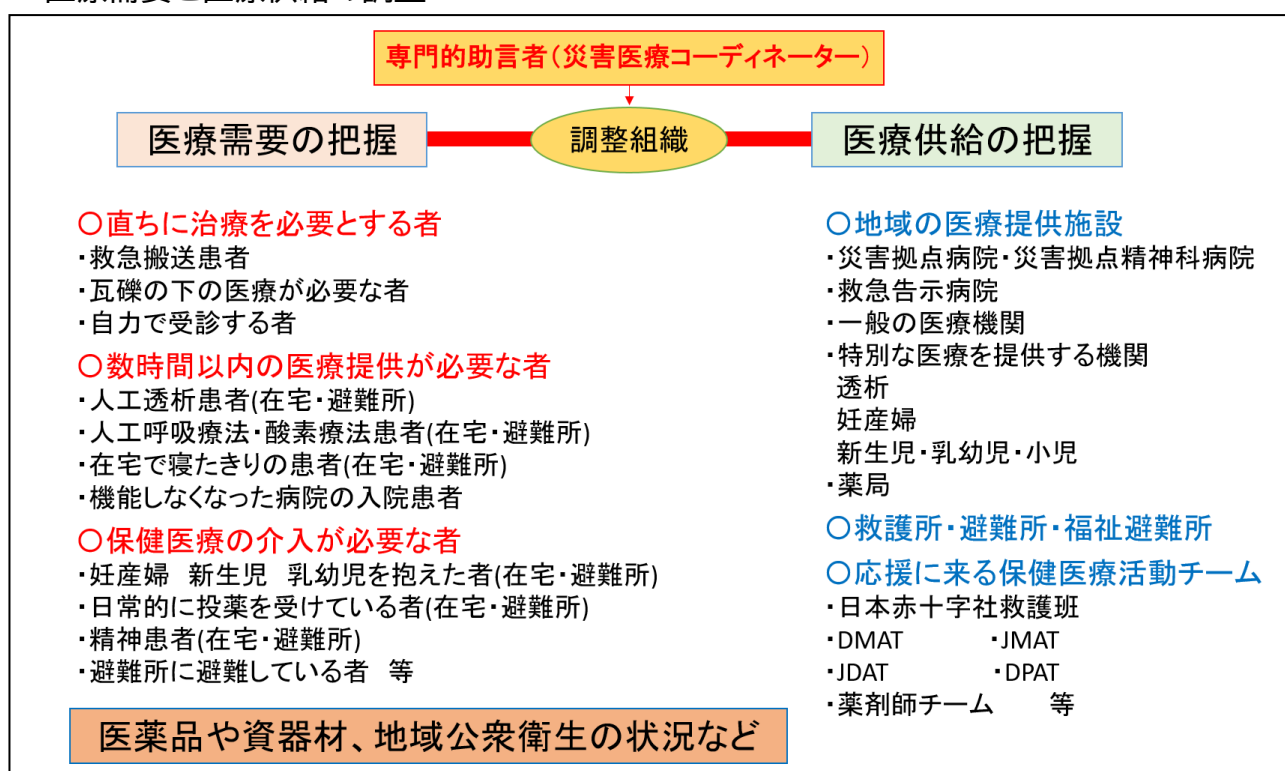 専門的助言者(災害医療コーディネーター)
医療需要の把握
調整組織
医療供給の把握
〇直ちに治療を必要とする者
・救急搬送患者
・瓦礫の下の医療が必要な者
・自力で受診する者
〇数時間以内の医療提供が必要な者
・人工透析患者(在宅・避難所)
・人工呼吸療法・酸素療法患者(在宅・避難所)
・在宅で寝たきりの患者(在宅・避難所)
・機能しなくなった病院の入院患者
〇保健医療の介入が必要な者
・妊産婦 新生児 乳幼児を抱えた者(在宅・避難所)
・日常的に投薬を受けている者(在宅・避難所)
・精神患者(在宅・避難所)
・避難所に避難している者 等
医薬品や資器材、地域公衆衛生の状況など
〇地域の医療提供施設
・災害拠点病院・災害拠点精神科病院
・救急告示病院
・一般の医療機関
・特別な医療を提供する機関
透析
妊産婦
新生児・乳幼児・小児
・薬局
〇救護所・避難所・福祉避難所
〇応援に来る保健医療活動チーム
・日本赤十字社救護班
・DMAT ・JMAT
・JDAT ・DPAT
・薬剤師チーム 等